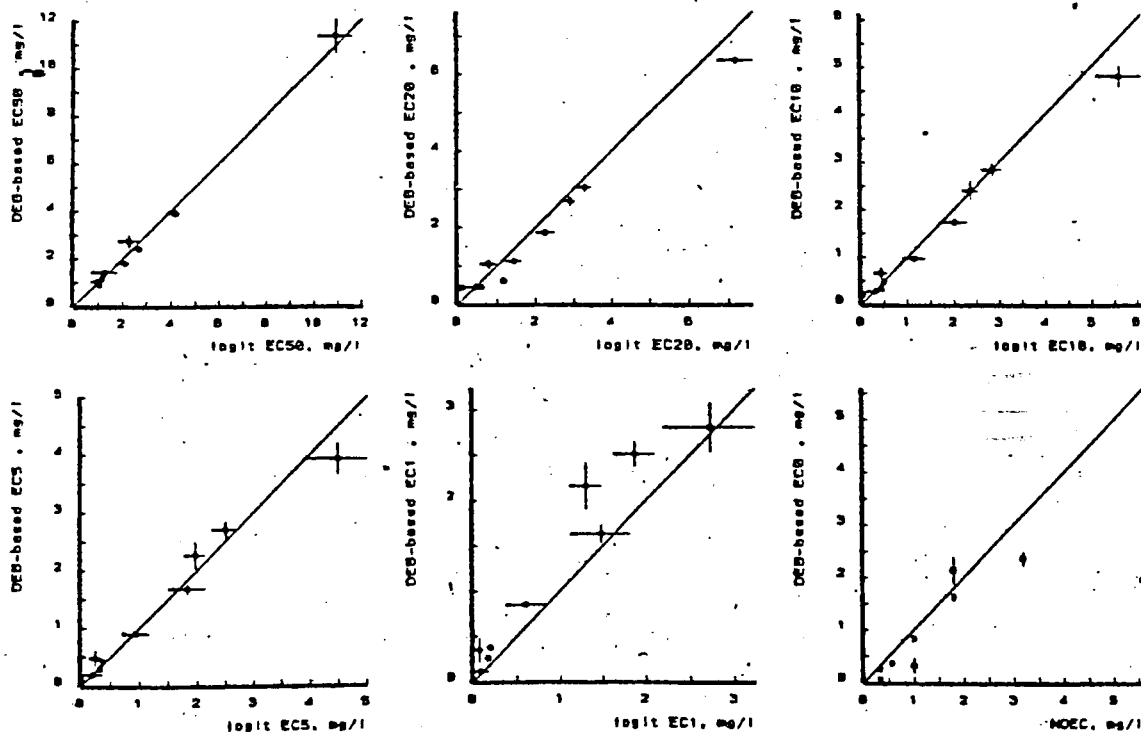 DEB-based EC50 , mg/l
12
10
8
6
4
2
0
0 2 4 6 8 10 12
logit EC50, mg/l
DEB-based EC20 , mg/l
6
4
2
0
0 2 4 6
logit EC20, mg/l
DEB-based EC10 , mg/l
6
5
4
3
2
1
0
0 1 2 3 4 5 6
logit EC10, mg/l
DEB-based EC5 , mg/l
5
4
3
2
1
0
0 1 2 3 4 5
logit EC5, mg/l
DEB-based EC1 , mg/l
3
2
1
0
0 1 2 3
logit EC1, mg/l
DEB-based EC0 , mg/l
5
4
3
2
1
0
0 1 2 3 4 5
NOEC, mg/l